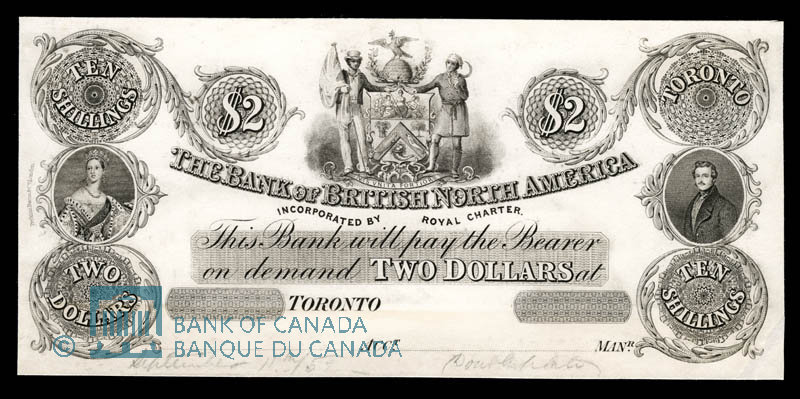 TEN SHILLINGS
$2
$2
TORONTO
THE BANK OF BRITISH NORTH AMERICA
INCORPORATED BY ROYAL CHARTER.
This Bank will pay the Bearer
on demand TWO DOLLARS at
TWO DOLLARS
TORONTO
TEN SHILLINGS
ACCT.
MANR.
© BANK OF CANADA
BANQUE DU CANADA